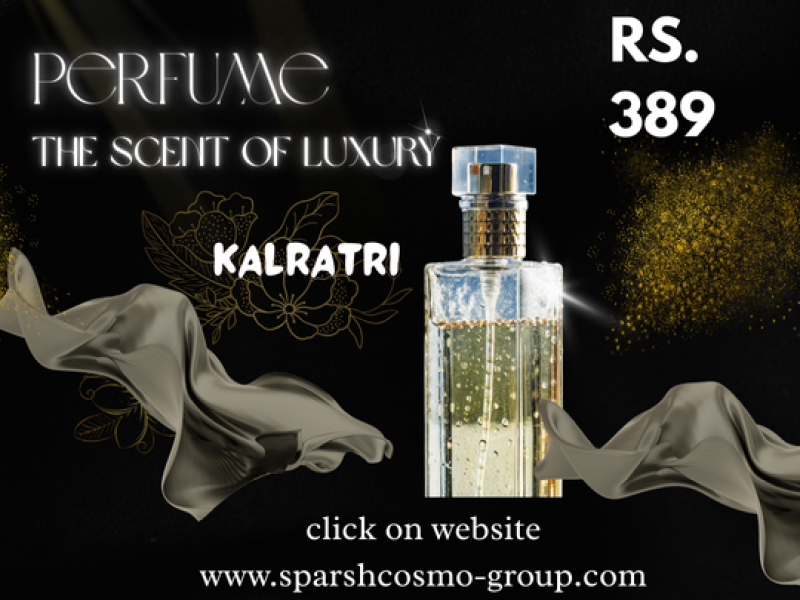 PERFUME
THE SCENT OF LUXURY
RS.
389
KALRATRI
click on website
www.sparshcosmo-group.com